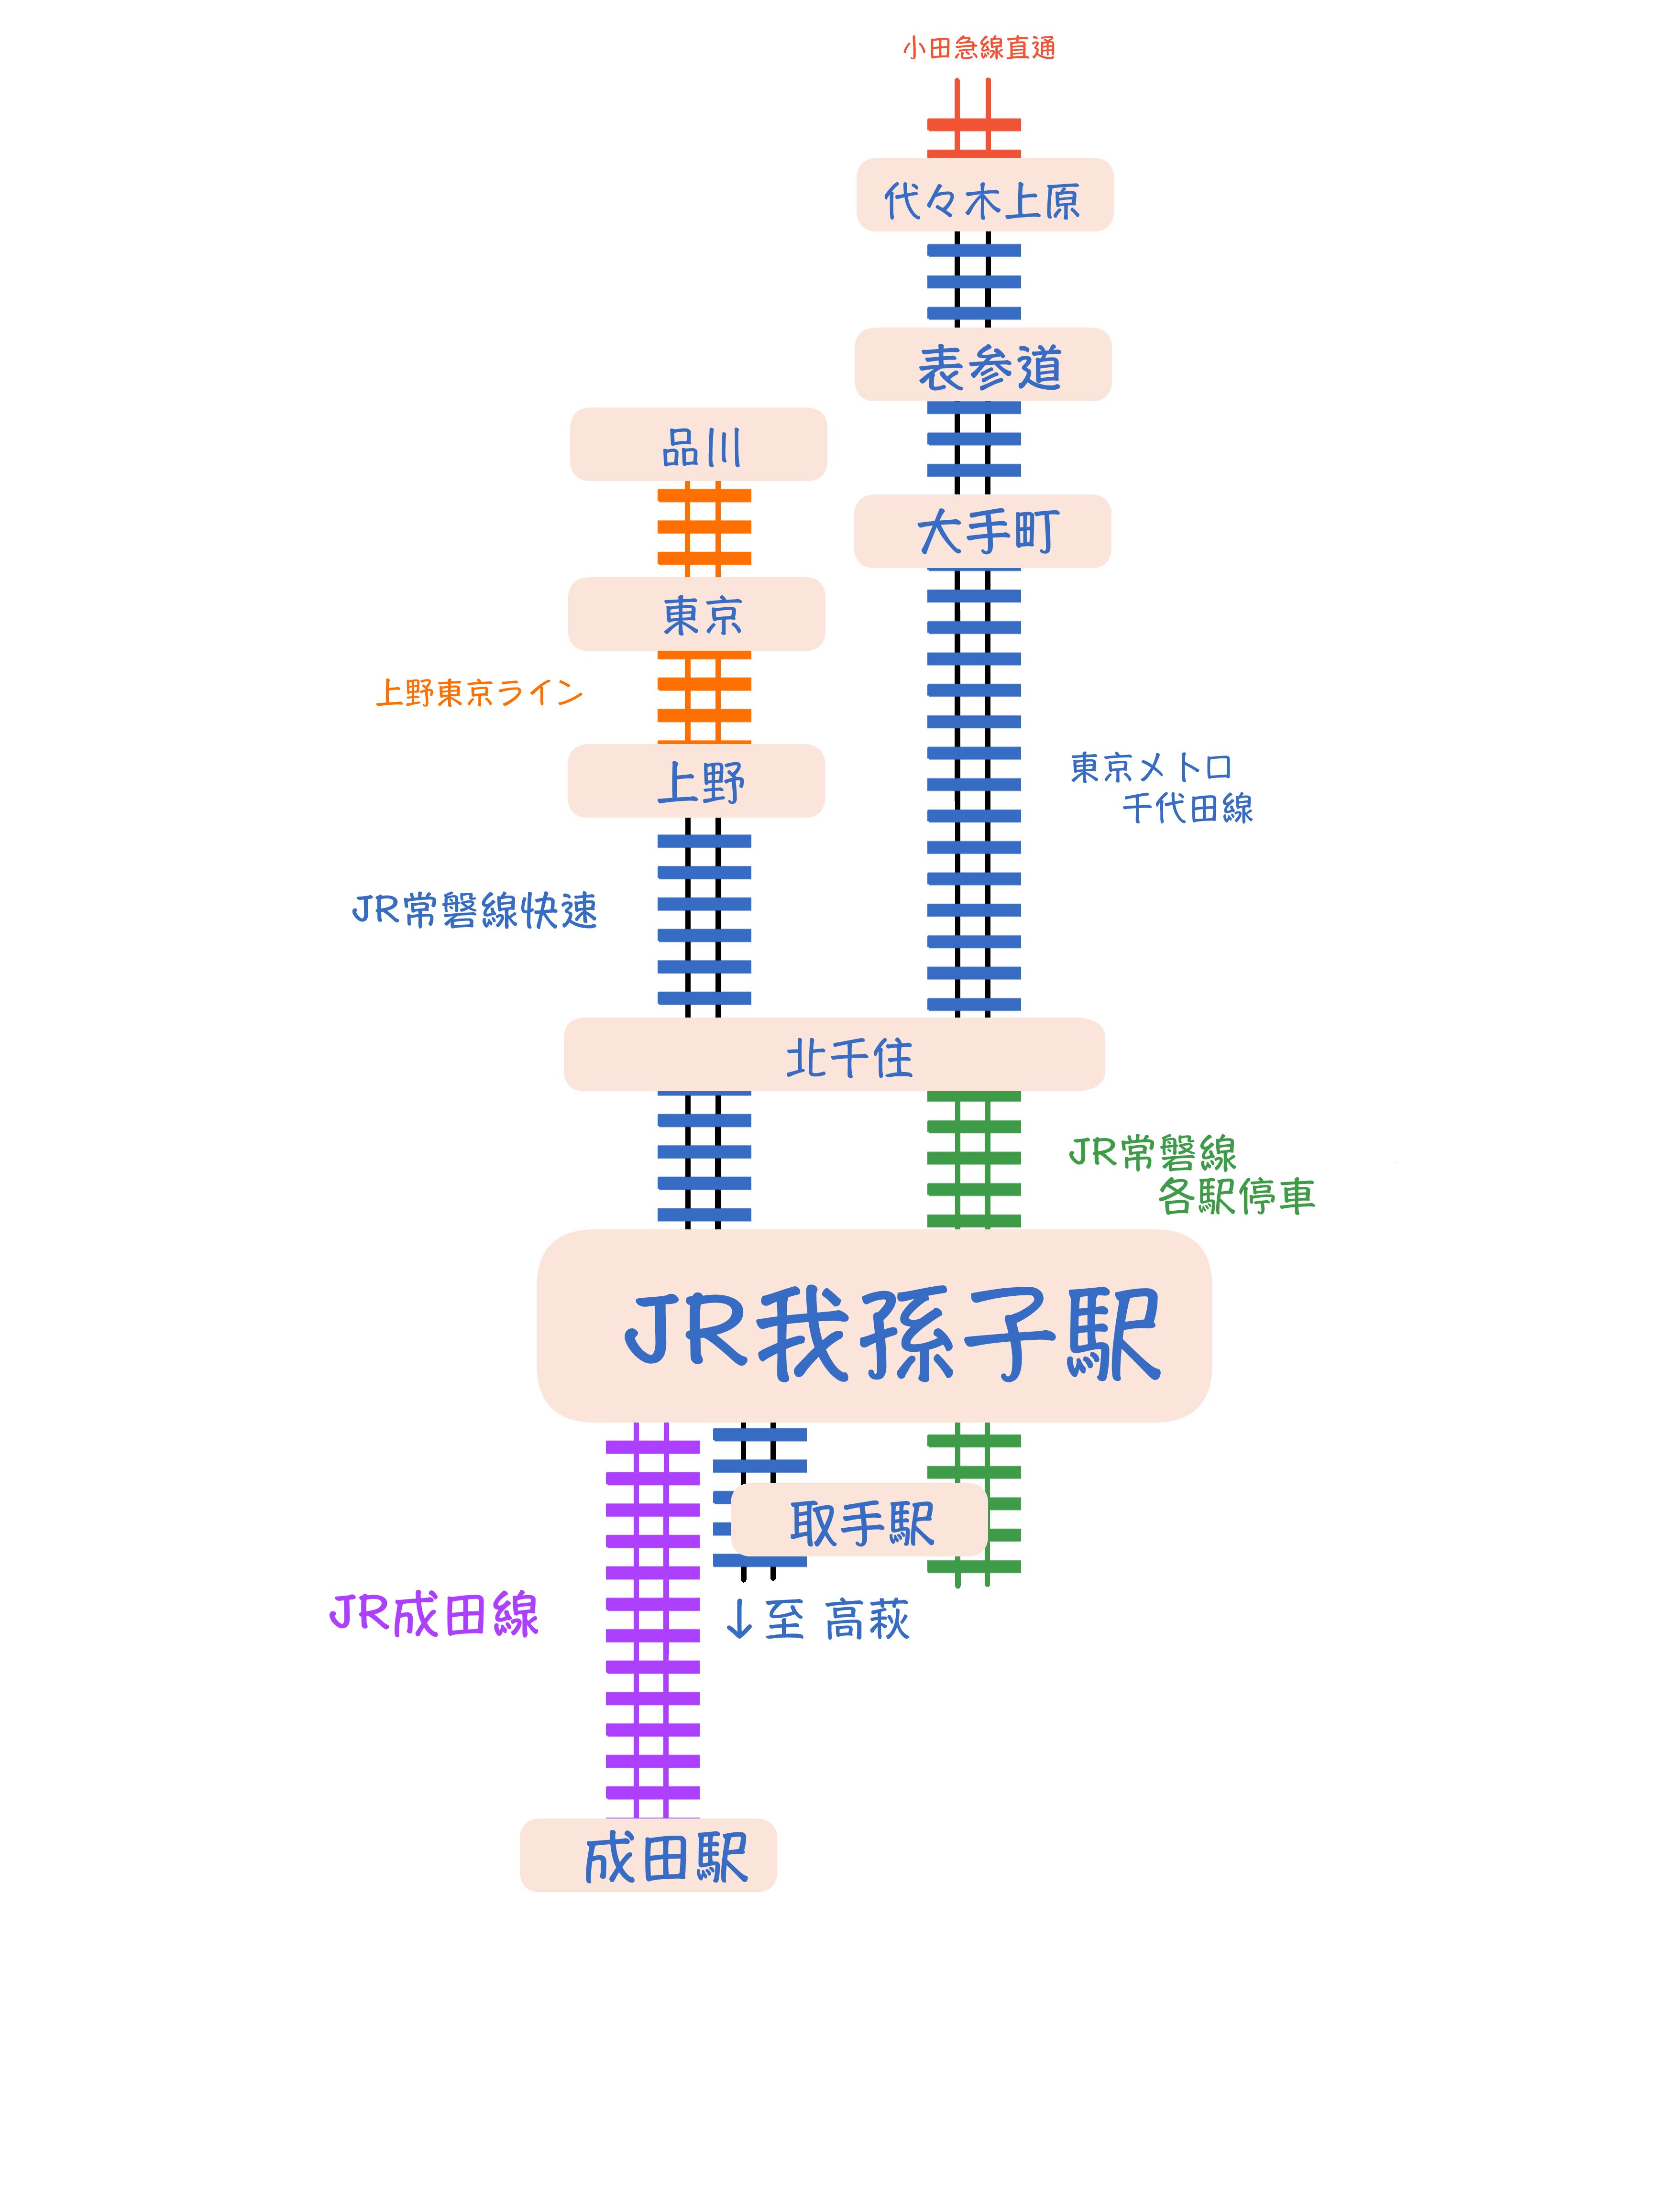 小田急線直通
代々木上原
表参道
品川
大手町
東京
上野東京ライン
上野
東京メトロ
千代田線
JR常磐線快速
北千住
JR常磐線
各駅停車
JR我孫子駅
取手駅
JR成田線
↓至 高萩
成田駅